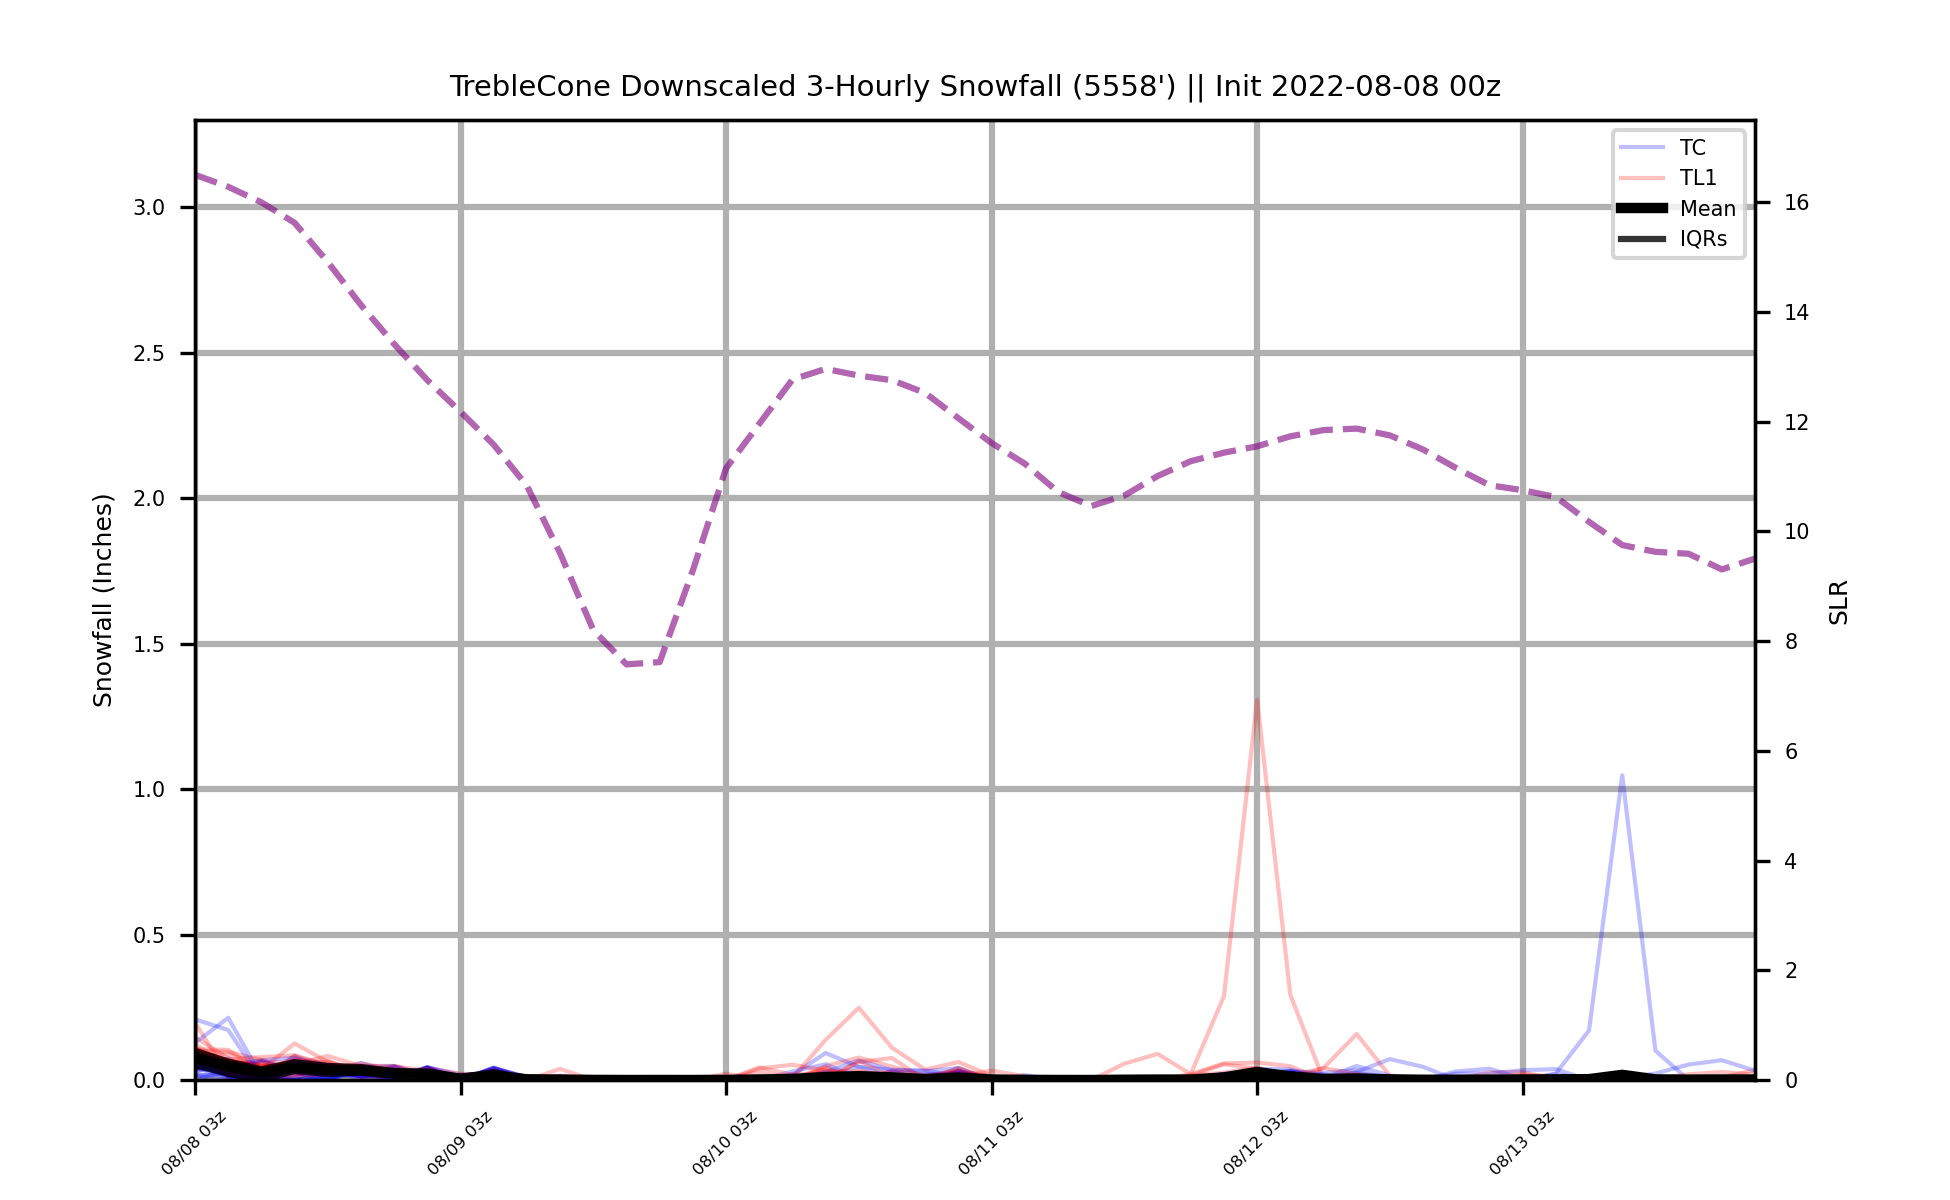 TrebleCone Downscaled 3-Hourly Snowfall (5558') || Init 2022-08-08 00z
TC
TL1
Mean
IQRs
3.0
2.5
2.0
1.5
1.0
0.5
0.0
Snowfall (Inches)
16
14
12
10
8
6
4
2
0
SLR
08/08 03z
08/09 03z
08/10 03z
08/11 03z
08/12 03z
08/13 03z